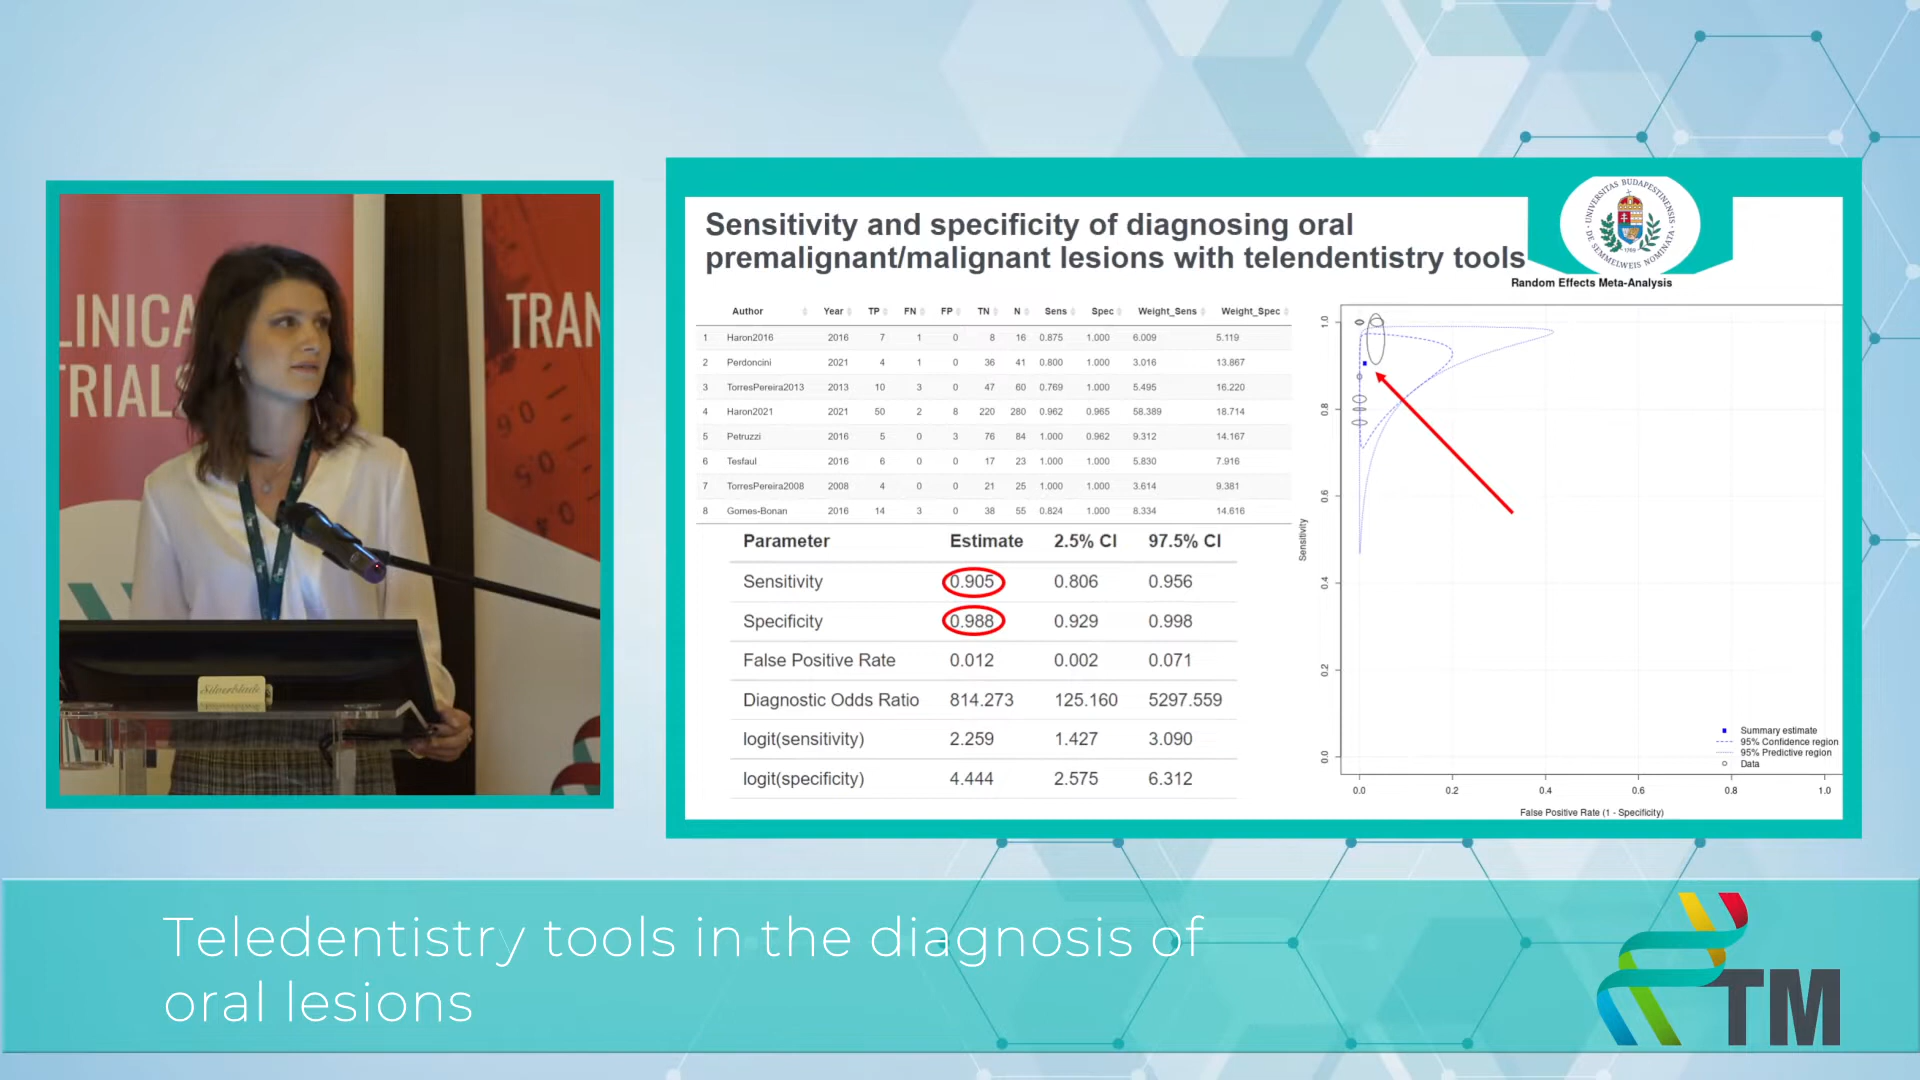 LINICA
TRIALS
TRAN
0.6
0.
0.
Silverblade
Sensitivity and specificity of diagnosing oral
premalignant/malignant lesions with telendentistry tools
UNIVERSITAS BUDAPESTINENSIS
DE SEMMELWEIS NOMINATA
1769
Author Year TP FN FP TN N Sens Spec Weight_Sens Weight_Spec
1 Haron2016 2016 7 1 0 8 16 0.875 1.000 6.009 5.119
2 Perdoncini 2021 4 1 0 36 41 0.800 1.000 3.016 13.867
3 TorresPereira2013 2013 10 3 0 47 60 0.769 1.000 5.495 16.220
4 Haron2021 2021 50 2 8 220 280 0.962 0.965 58.389 18.714
5 Petruzzi 2016 5 0 3 76 84 1.000 0.962 9.312 14.167
6 Tesfaul 2016 6 0 0 17 23 1.000 1.000 5.830 7.916
7 TorresPereira2008 2008 4 0 0 21 25 1.000 1.000 3.614 9.381
8 Gomes-Bonan 2016 14 3 0 38 55 0.824 1.000 8.334 14.616
Parameter Estimate 2.5% CI 97.5% CI
Sensitivity 0.905 0.806 0.956
Specificity 0.988 0.929 0.998
False Positive Rate 0.012 0.002 0.071
Diagnostic Odds Ratio 814.273 125.160 5297.559
logit(sensitivity) 2.259 1.427 3.090
logit(specificity) 4.444 2.575 6.312
Random Effects Meta-Analysis
1.0
0.8
0.6
0.4
0.2
0.0
Sensitivity
Summary estimate
95% Confidence region
95% Predictive region
Data
0.0 0.2 0.4 0.6 0.8 1.0
False Positive Rate (1 - Specificity)
Teledentistry tools in the diagnosis of
oral lesions
TM